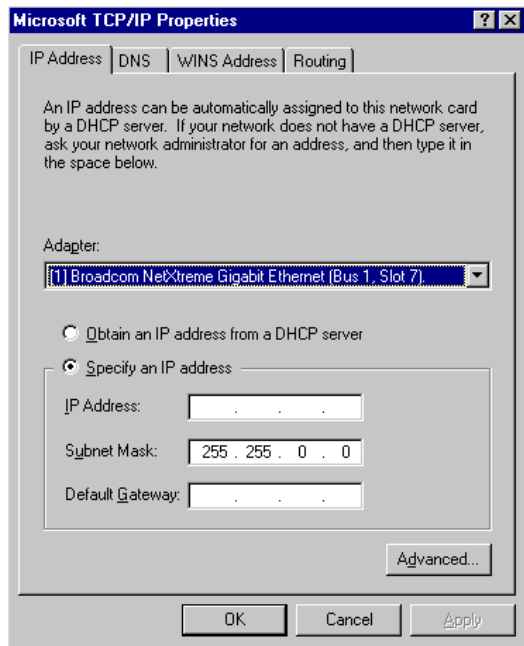 Microsoft TCP/IP Properties
? X
IP Address DNS WINS Address Routing
An IP address can be automatically assigned to this network card
by a DHCP server. If your network does not have a DHCP server,
ask your network administrator for an address, and then type it in
the space below.
Adapter:
[1] Broadcom NetXtreme Gigabit Ethernet (Bus 1, Slot 7).
Obtain an IP address from a DHCP server
Specify an IP address
IP Address: . . .
Subnet Mask: 255 . 255 . 0 . 0
Default Gateway: . . .
Advanced...
OK Cancel Apply